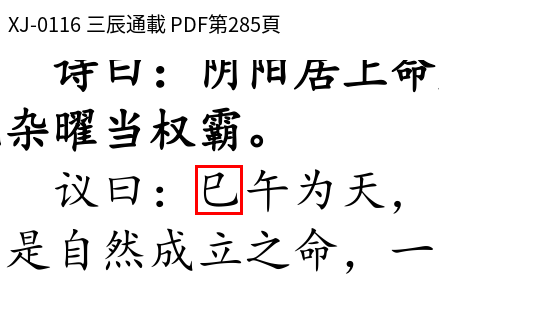 XJ-0116 三辰通載 PDF第285頁
诗曰：阴阳居上命
杂曜当权霸。
议曰：巳午为天，
是自然成立之命，一